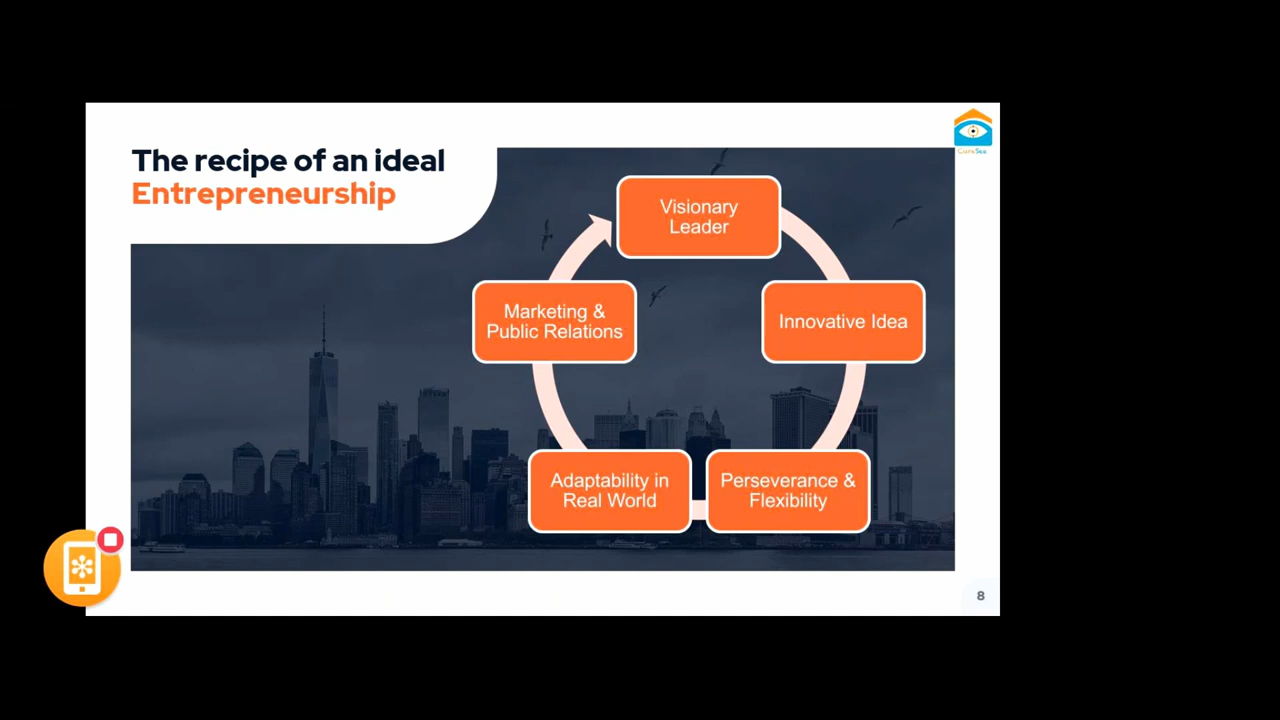 The recipe of an ideal
Entrepreneurship
Visionary
Leader
Innovative Idea
Perseverance &
Flexibility
Adaptability in
Real World
Marketing &
Public Relations
8